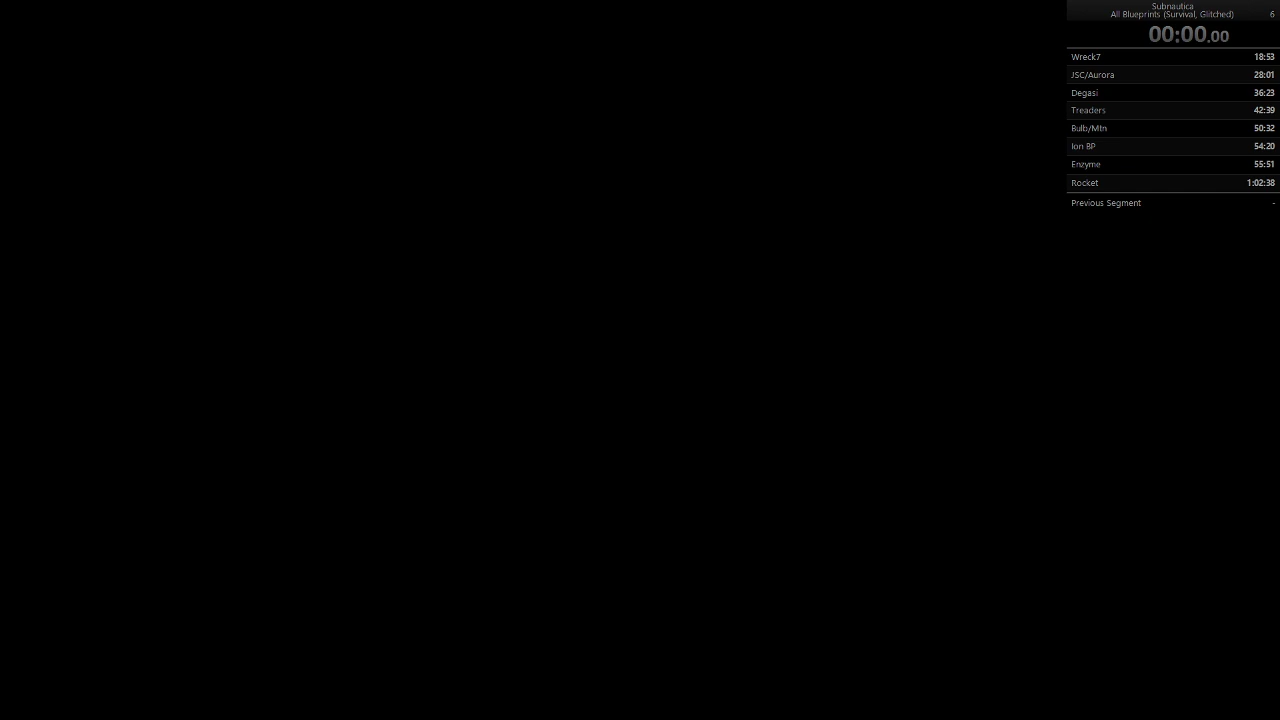 Subnautica
All Blueprints (Survival, Glitched) 6
00:00.00
Wreck7 18:53
JSC/Aurora 28:01
Degasi 36:23
Treaders 42:39
Bulb/Mtn 50:32
Ion BP 54:20
Enzyme 55:51
Rocket 1:02:38
Previous Segment -